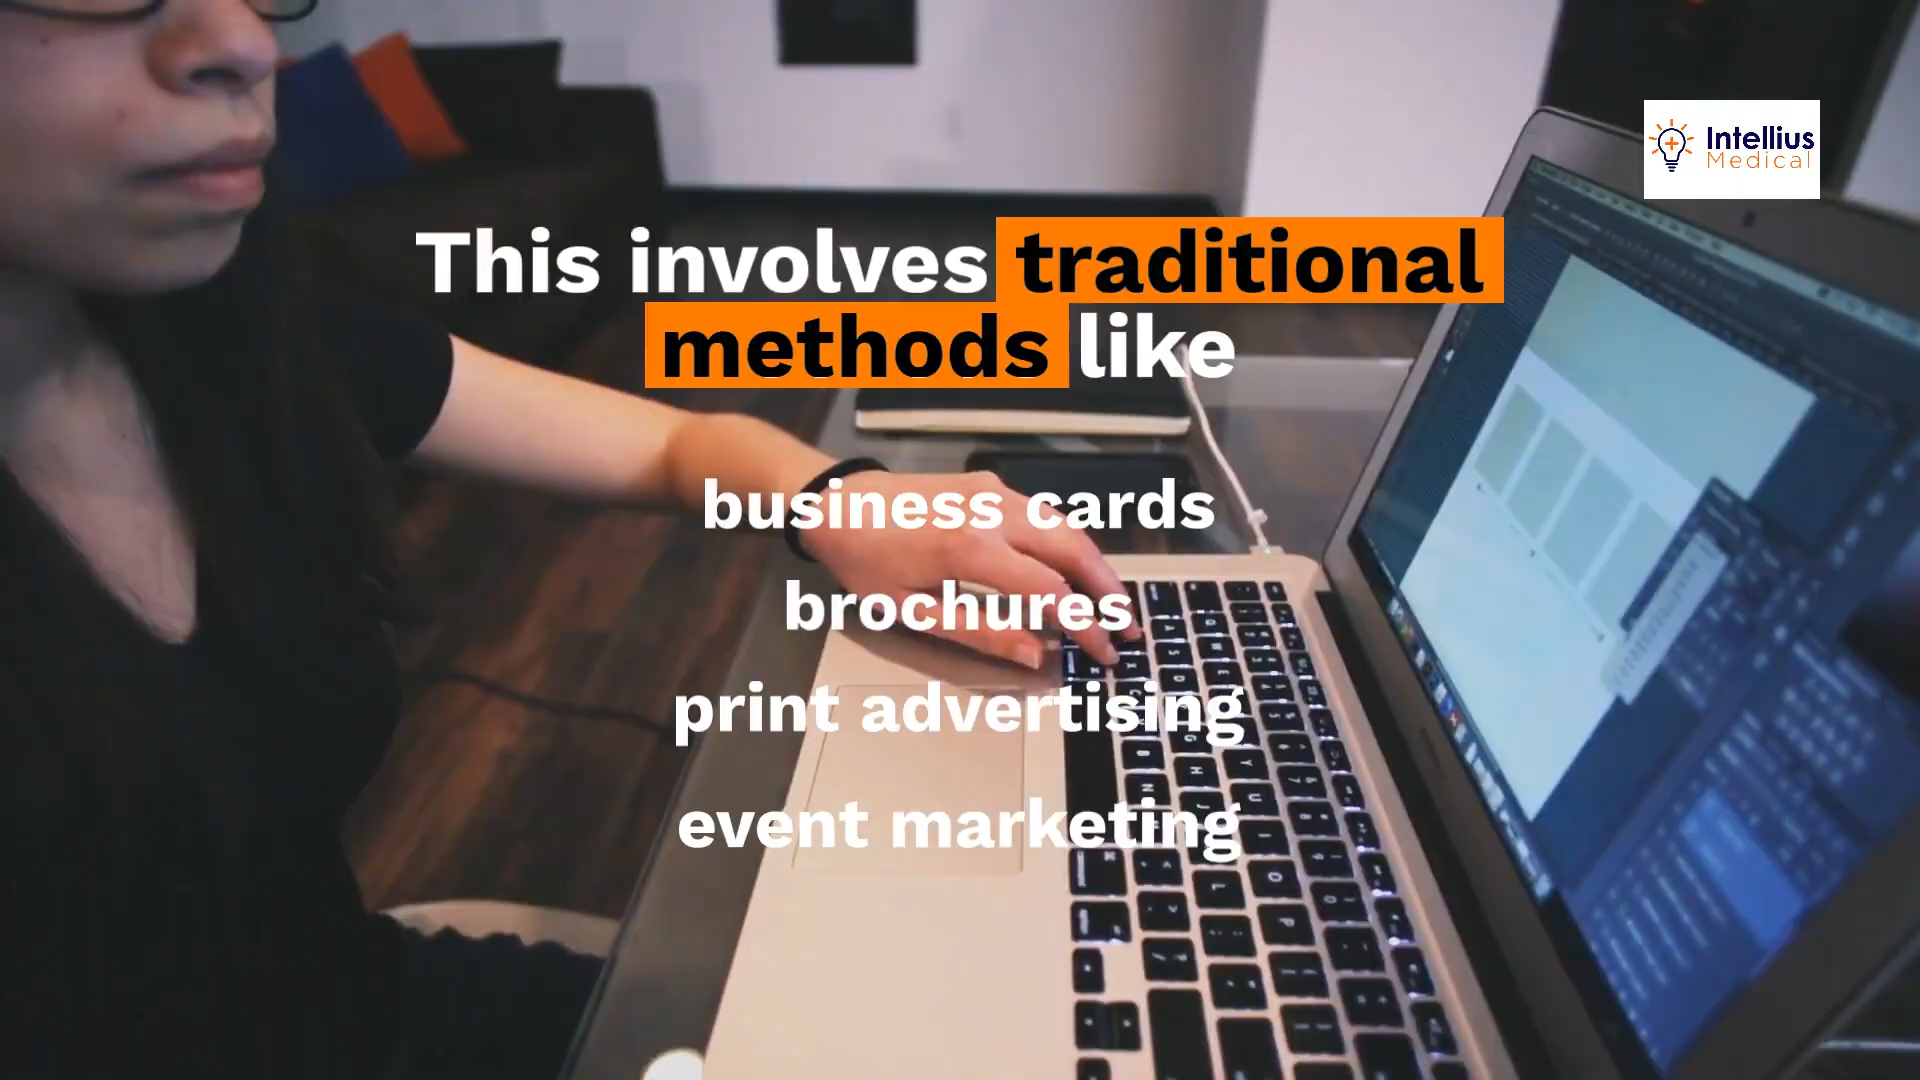 Intellius
Medical
This involves traditional
methods like
business cards
brochures
print advertising
event marketing